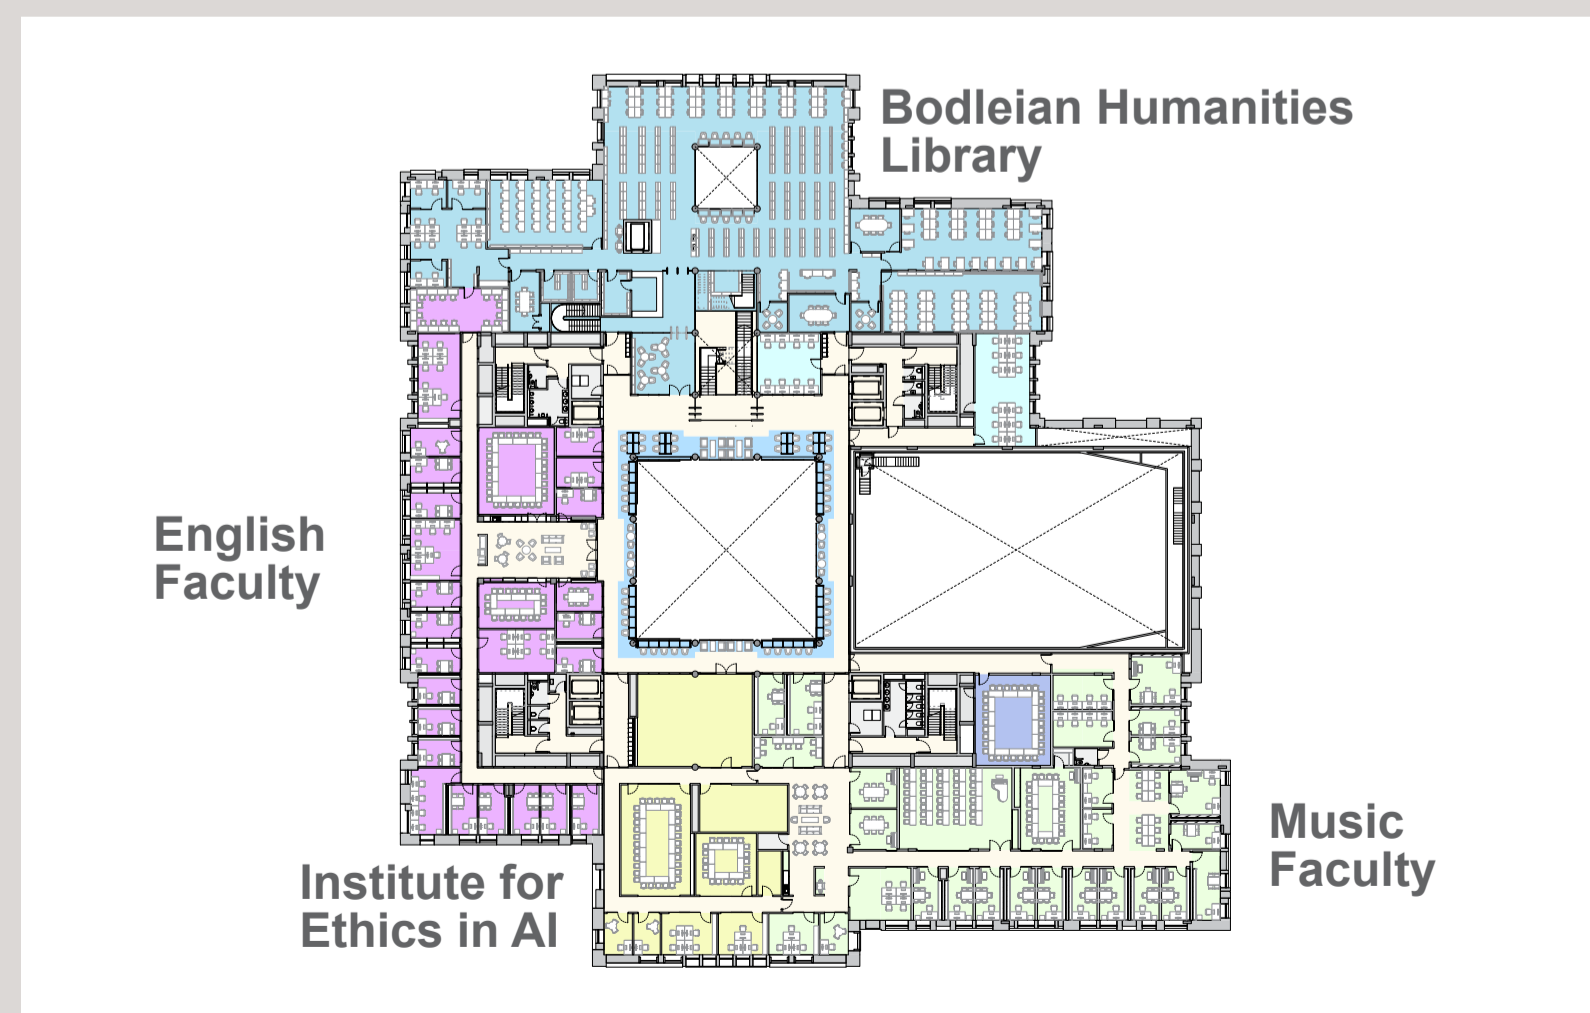 Bodleian Humanities
Library
English
Faculty
Institute for
Ethics in AI
Music
Faculty